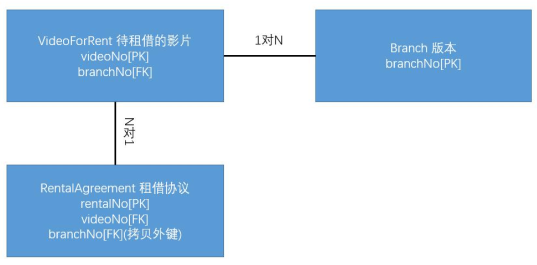 VideoForRent 待租借的影片
videoNo[PK]
branchNo[FK]
1对N
Branch 版本
branchNo[PK]
N对1
RentalAgreement 租借协议
rentalNo[PK]
videoNo[FK]
branchNo[FK](拷贝外键)